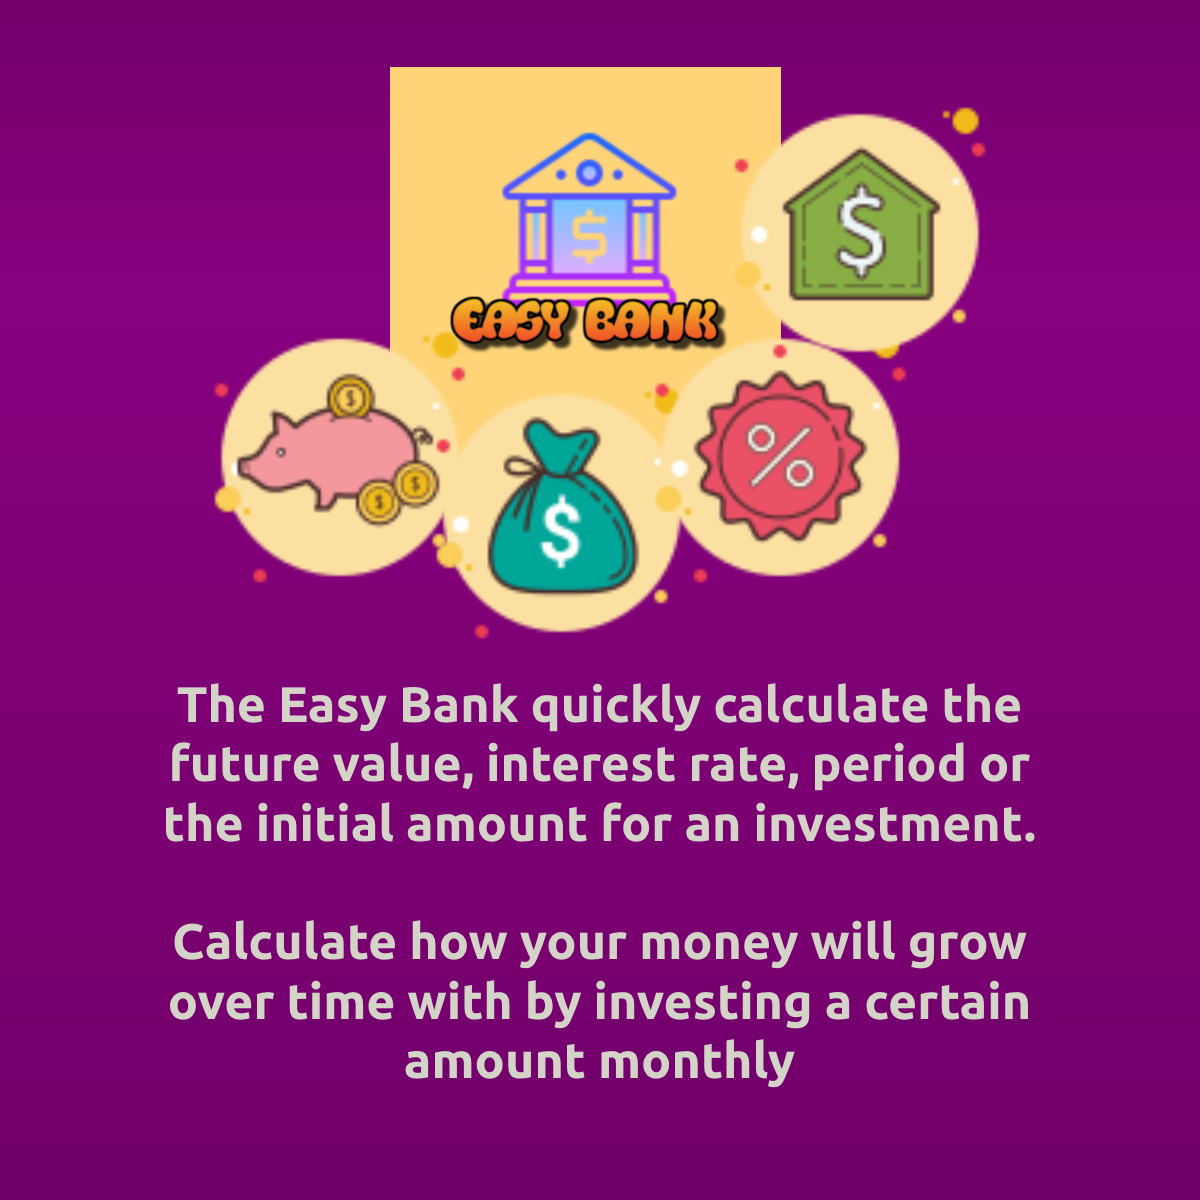 EASY BANK
The Easy Bank quickly calculate the
future value, interest rate, period or
the initial amount for an investment.
Calculate how your money will grow
over time with by investing a certain
amount monthly